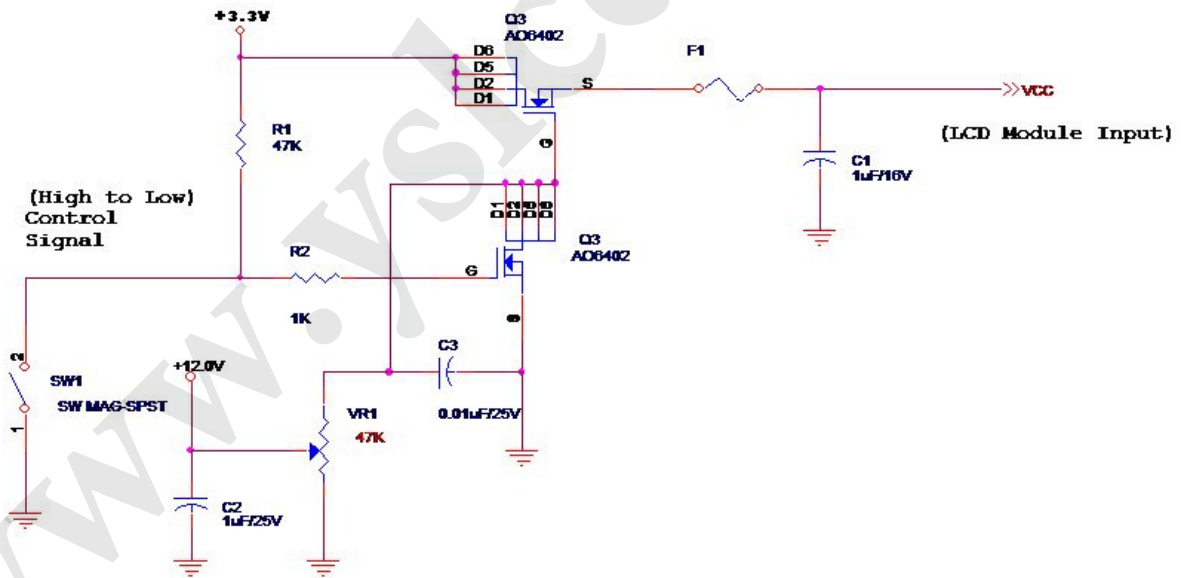 +3.3V
Q3
AO6402
D6
D5
D2
D1
S
G
F1
VCC
(LCD Module Input)
R1
47K
C1
1uF/16V
(High to Low)
Control
Signal
D1
D2
Q3
AO6402
R2
G
1K
S
+12.0V
C3
2
SW1
SW MAG-SPST
1
VR1
47K
0.01uF/25V
C2
1uF/25V